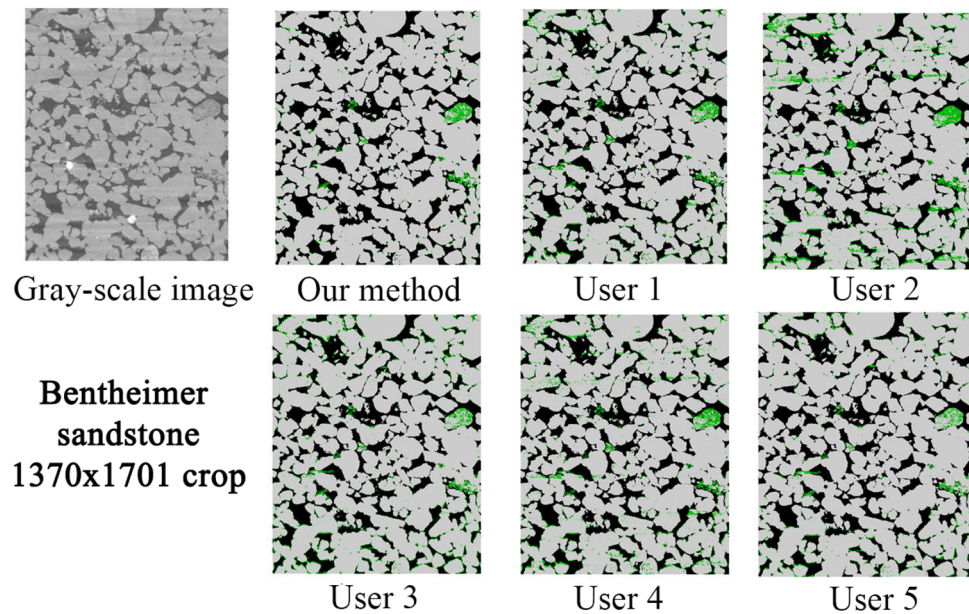 Gray-scale image
Our method
User 1
User 2
Bentheimer
sandstone
1370x1701 crop
User 3
User 4
User 5